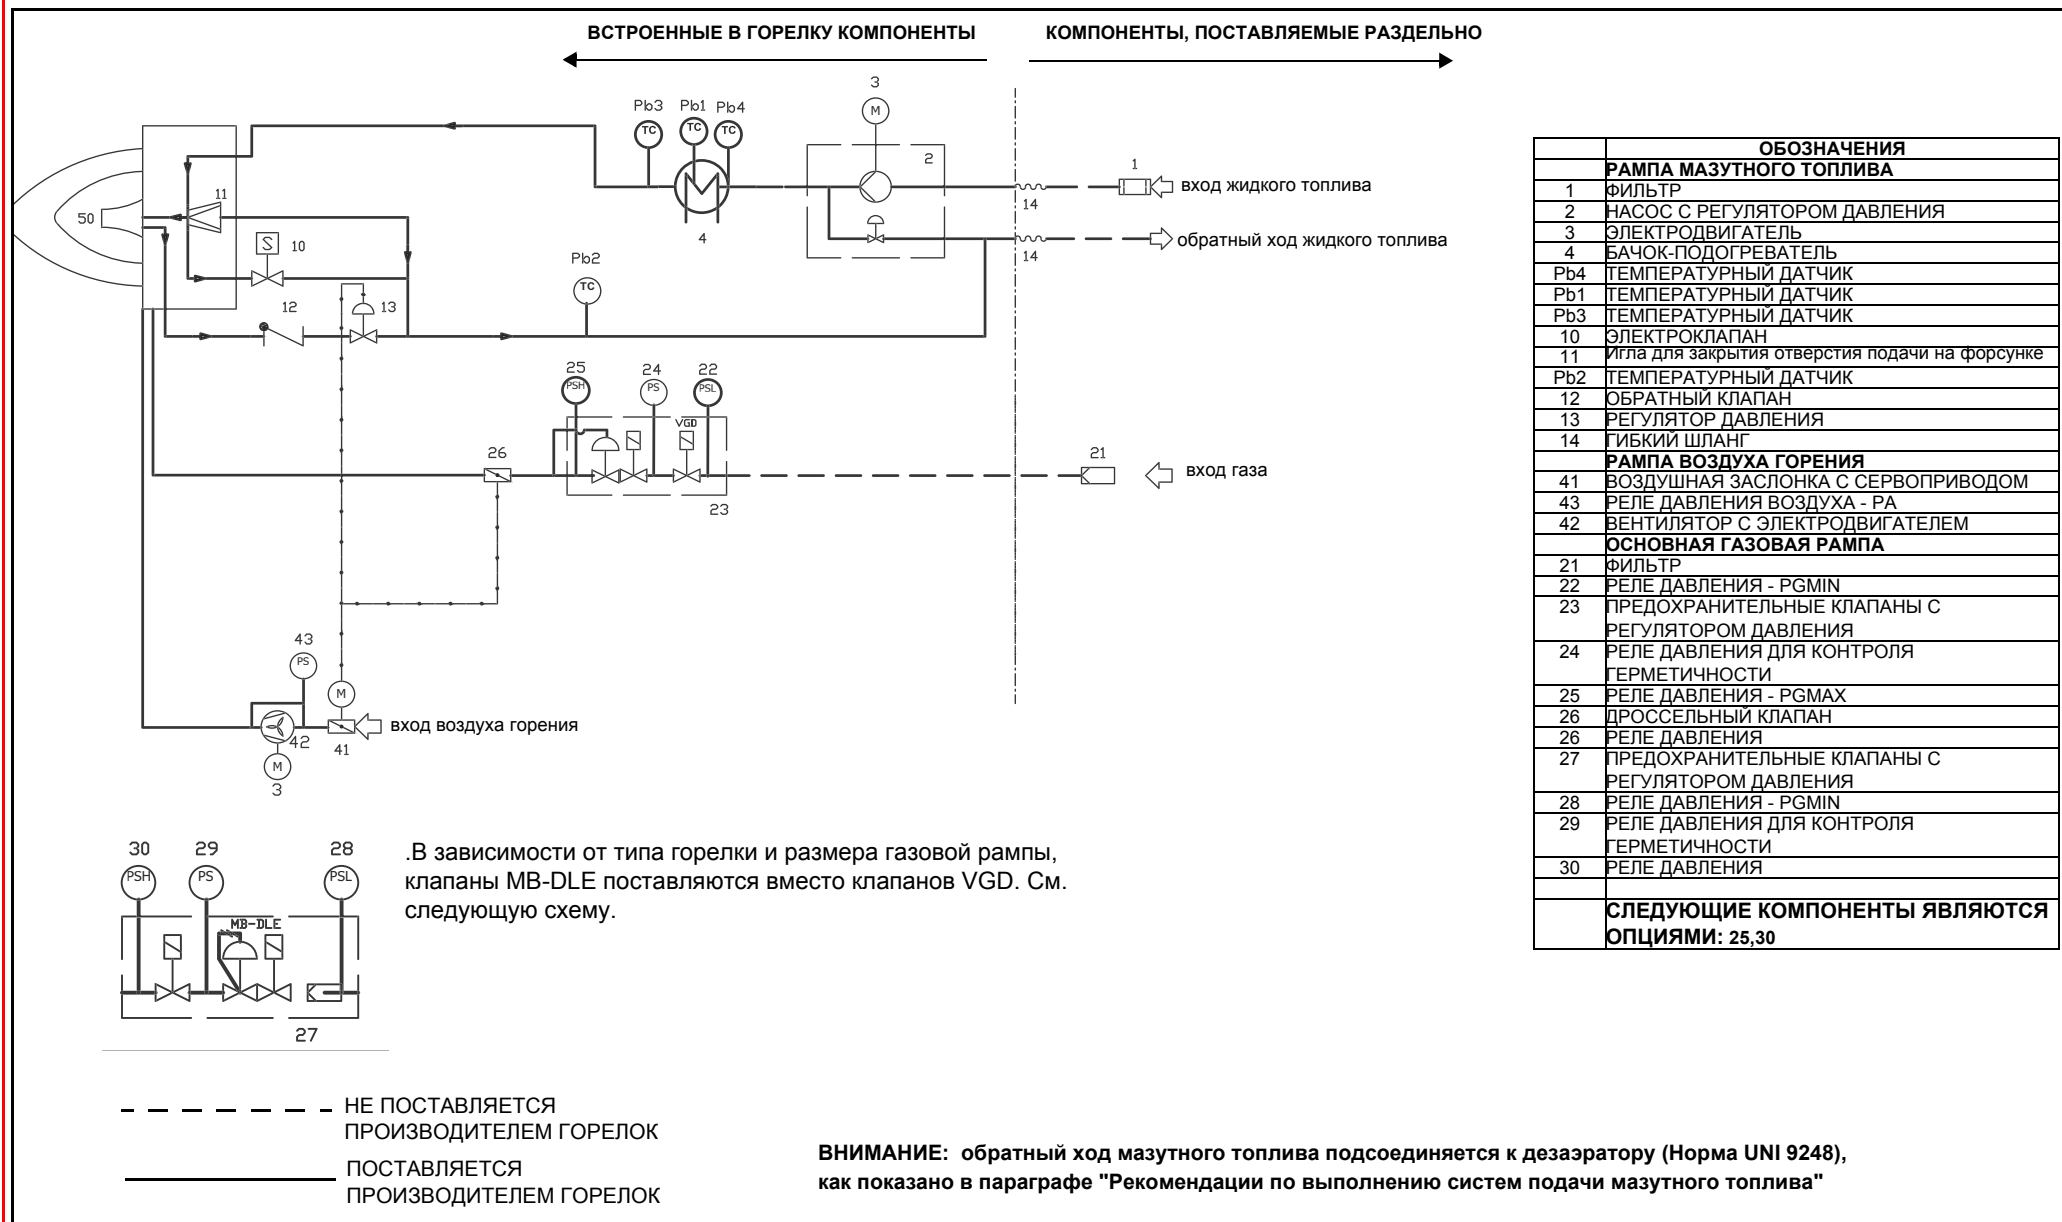 ВСТРОЕННЫЕ В ГОРЕЛКУ КОМПОНЕНТЫ
КОМПОНЕНТЫ, ПОСТАВЛЯЕМЫЕ РАЗДЕЛЬНО
3
M
Pb3 Pb1 Pb4
TC TC TC
2
1
вход жидкого топлива
14
4
обратный ход жидкого топлива
14
11
50
S 10
Pb2
TC
12
13
25 24 22
PSH PS PSL
VGD
26
21
вход газа
23
43
PS
M
вход воздуха горения
42
41
M
3
30 29 28
PSH PS PSL
MB-DLE
27
.В зависимости от типа горелки и размера газовой рампы,
клапаны MB-DLE поставляются вместо клапанов VGD. См.
следующую схему.
НЕ ПОСТАВЛЯЕТСЯ
ПРОИЗВОДИТЕЛЕМ ГОРЕЛОК
ПОСТАВЛЯЕТСЯ
ПРОИЗВОДИТЕЛЕМ ГОРЕЛОК
ВНИМАНИЕ: обратный ход мазутного топлива подсоединяется к дезаэратору (Норма UNI 9248),
как показано в параграфе "Рекомендации по выполнению систем подачи мазутного топлива"
ОБОЗНАЧЕНИЯ
РАМПА МАЗУТНОГО ТОПЛИВА
1 ФИЛЬТР
2 НАСОС С РЕГУЛЯТОРОМ ДАВЛЕНИЯ
3 ЭЛЕКТРОДВИГАТЕЛЬ
4 БАЧОК-ПОДОГРЕВАТЕЛЬ
Pb4 ТЕМПЕРАТУРНЫЙ ДАТЧИК
Pb1 ТЕМПЕРАТУРНЫЙ ДАТЧИК
Pb3 ТЕМПЕРАТУРНЫЙ ДАТЧИК
10 ЭЛЕКТРОКЛАПАН
11 Игла для закрытия отверстия подачи на форсунке
Pb2 ТЕМПЕРАТУРНЫЙ ДАТЧИК
12 ОБРАТНЫЙ КЛАПАН
13 РЕГУЛЯТОР ДАВЛЕНИЯ
14 ГИБКИЙ ШЛАНГ
РАМПА ВОЗДУХА ГОРЕНИЯ
41 ВОЗДУШНАЯ ЗАСЛОНКА С СЕРВОПРИВОДОМ
43 РЕЛЕ ДАВЛЕНИЯ ВОЗДУХА - PA
42 ВЕНТИЛЯТОР С ЭЛЕКТРОДВИГАТЕЛЕМ
ОСНОВНАЯ ГАЗОВАЯ РАМПА
21 ФИЛЬТР
22 РЕЛЕ ДАВЛЕНИЯ - PGMIN
23 ПРЕДОХРАНИТЕЛЬНЫЕ КЛАПАНЫ С
РЕГУЛЯТОРОМ ДАВЛЕНИЯ
24 РЕЛЕ ДАВЛЕНИЯ ДЛЯ КОНТРОЛЯ
ГЕРМЕТИЧНОСТИ
25 РЕЛЕ ДАВЛЕНИЯ - PGMAX
26 ДРОССЕЛЬНЫЙ КЛАПАН
26 РЕЛЕ ДАВЛЕНИЯ
27 ПРЕДОХРАНИТЕЛЬНЫЕ КЛАПАНЫ С
РЕГУЛЯТОРОМ ДАВЛЕНИЯ
28 РЕЛЕ ДАВЛЕНИЯ - PGMIN
29 РЕЛЕ ДАВЛЕНИЯ ДЛЯ КОНТРОЛЯ
ГЕРМЕТИЧНОСТИ
30 РЕЛЕ ДАВЛЕНИЯ
СЛЕДУЮЩИЕ КОМПОНЕНТЫ ЯВЛЯЮТСЯ
ОПЦИЯМИ: 25,30